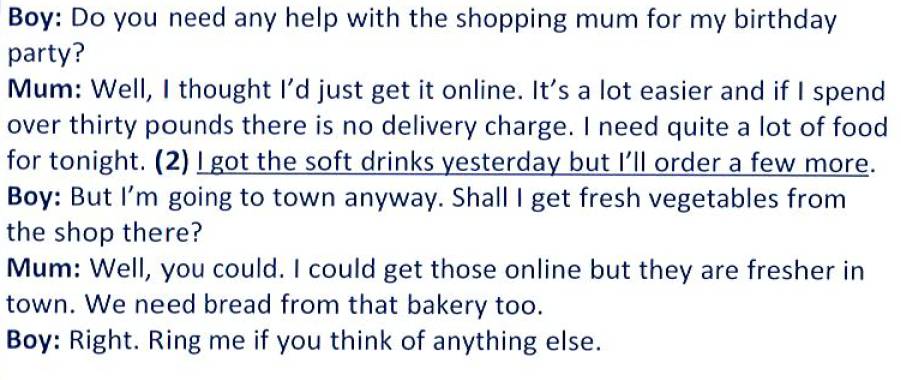 Boy: Do you need any help with the shopping mum for my birthday
party?
Mum: Well, I thought I'd just get it online. It's a lot easier and if I spend
over thirty pounds there is no delivery charge. I need quite a lot of food
for tonight. (2) I got the soft drinks yesterday but I'll order a few more.
Boy: But I'm going to town anyway. Shall I get fresh vegetables from
the shop there?
Mum: Well, you could. I could get those online but they are fresher in
town. We need bread from that bakery too.
Boy: Right. Ring me if you think of anything else.